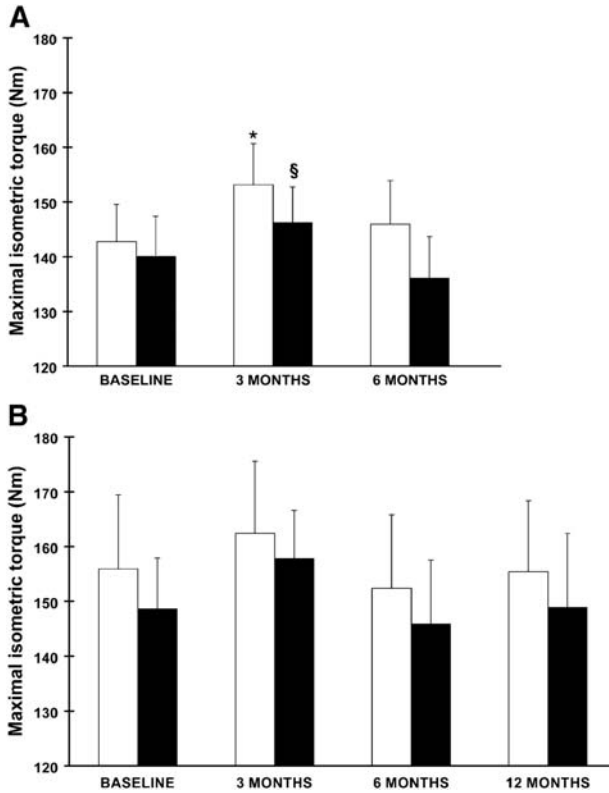 A
Maximal isometric torque (Nm)
180
170
160
150
140
130
120
*
§
BASELINE 3 MONTHS 6 MONTHS
B
Maximal isometric torque (Nm)
180
170
160
150
140
130
120
BASELINE 3 MONTHS 6 MONTHS 12 MONTHS